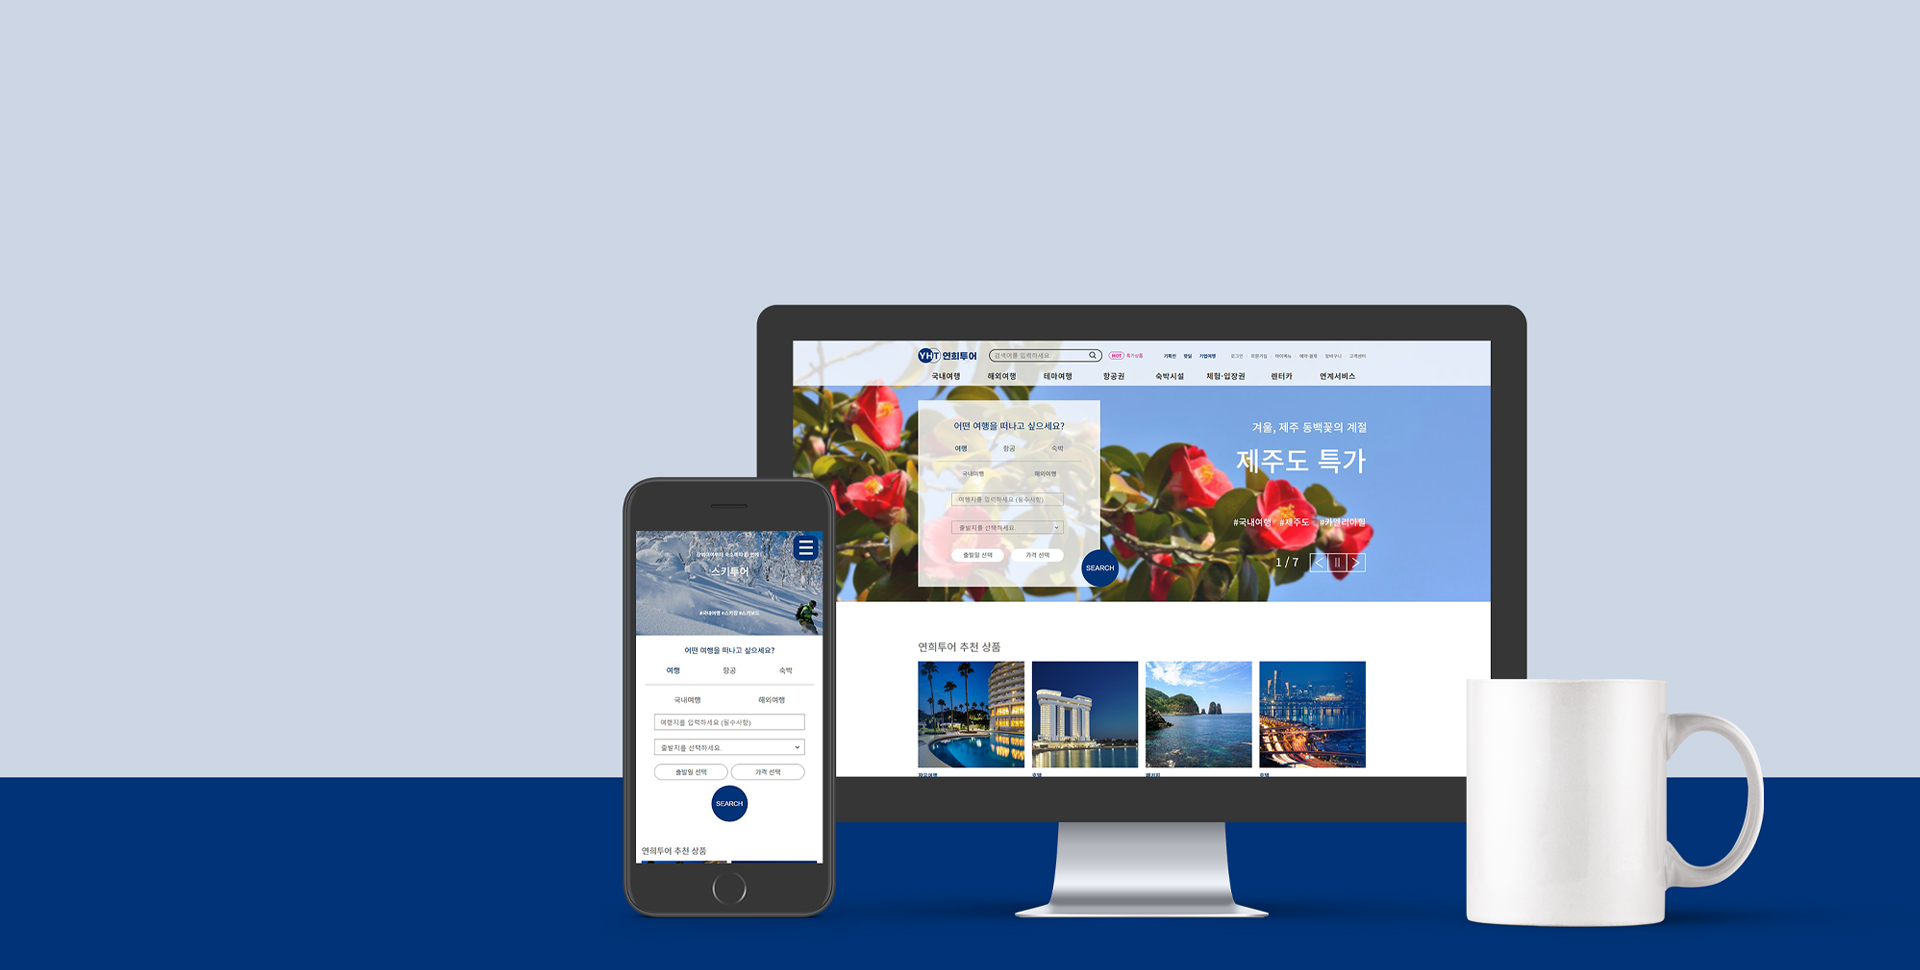 YHT 연희투어
검색어를 입력하세요
HOT 특가상품
기획전 핫딜 기업여행
로그인 회원가입 마이메뉴 예약·결제 장바구니 고객센터
국내여행 해외여행 테마여행 항공권 숙박시설 체험·입장권 렌터카 연계서비스
어떤 여행을 떠나고 싶으세요?
여행 항공 숙박
국내여행 해외여행
여행지를 입력하세요 (필수사항)
출발지를 선택하세요.
출발일 선택 가격 선택
SEARCH
겨울, 제주 동백꽃의 계절
제주도 특가
#국내여행 #제주도 #카멜리아힐
1 / 7
연희투어 추천 상품
호텔
호텔
스키투어
#국내여행 #스키장 #스키보드
어떤 여행을 떠나고 싶으세요?
여행 항공 숙박
국내여행 해외여행
여행지를 입력하세요 (필수사항)
출발지를 선택하세요.
출발일 선택 가격 선택
SEARCH
연희투어 추천 상품